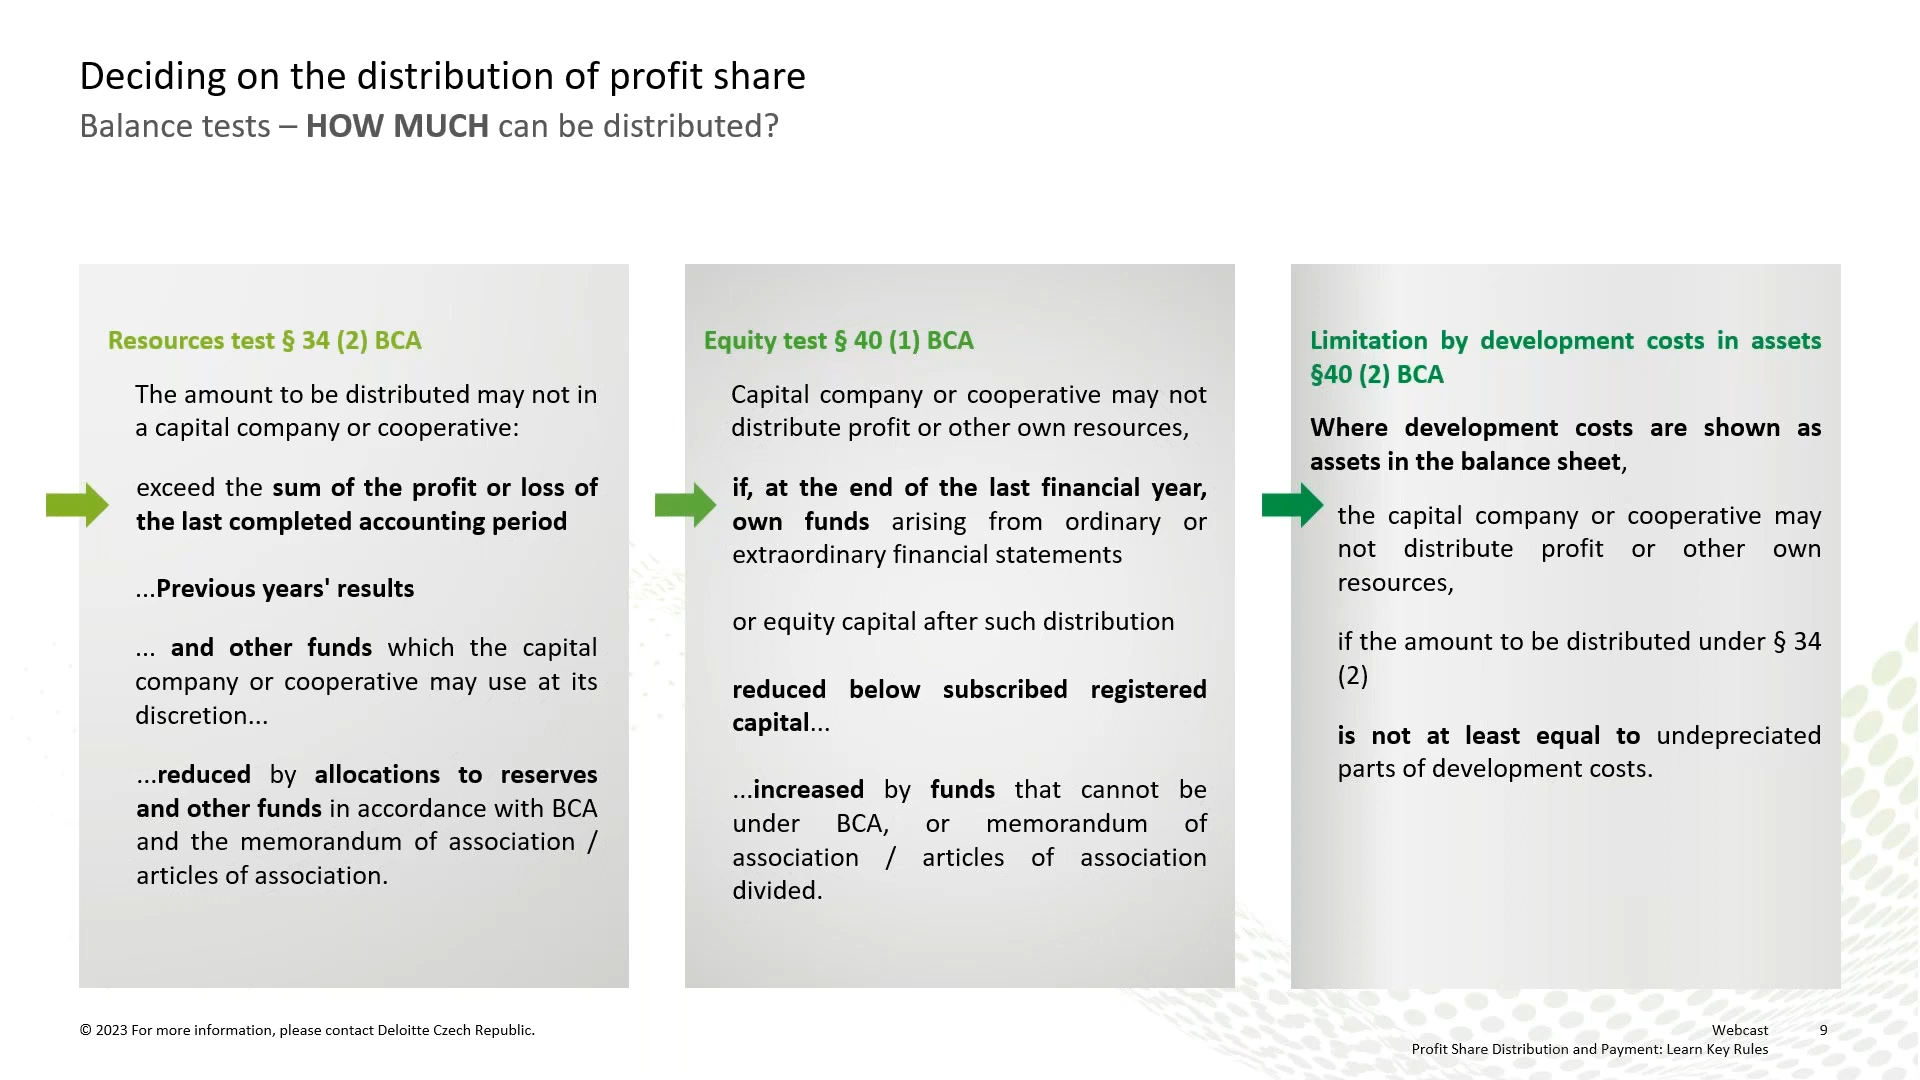 Deciding on the distribution of profit share
Balance tests – HOW MUCH can be distributed?
Resources test § 34 (2) BCA
The amount to be distributed may not in
a capital company or cooperative:
exceed the sum of the profit or loss of
the last completed accounting period
...Previous years' results
... and other funds which the capital
company or cooperative may use at its
discretion...
...reduced by allocations to reserves
and other funds in accordance with BCA
and the memorandum of association /
articles of association.
Equity test § 40 (1) BCA
Capital company or cooperative may not
distribute profit or other own resources,
if, at the end of the last financial year,
own funds arising from ordinary or
extraordinary financial statements
or equity capital after such distribution
reduced below subscribed registered
capital...
...increased by funds that cannot be
under BCA, or memorandum of
association / articles of association
divided.
Limitation by development costs in assets
§40 (2) BCA
Where development costs are shown as
assets in the balance sheet,
the capital company or cooperative may
not distribute profit or other own
resources,
if the amount to be distributed under § 34
(2)
is not at least equal to undepreciated
parts of development costs.
© 2023 For more information, please contact Deloitte Czech Republic.
Webcast 9
Profit Share Distribution and Payment: Learn Key Rules